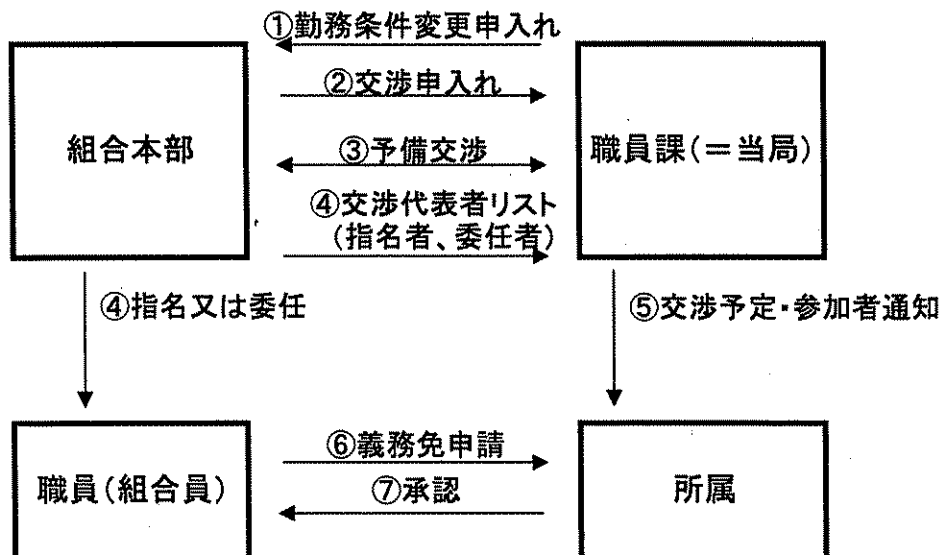 ①勤務条件変更申入れ
②交渉申入れ
組合本部
③予備交渉
職員課(＝当局)
④交渉代表者リスト
(指名者、委任者)
④指名又は委任
⑤交渉予定・参加者通知
⑥義務免申請
職員(組合員)
⑦承認
所属